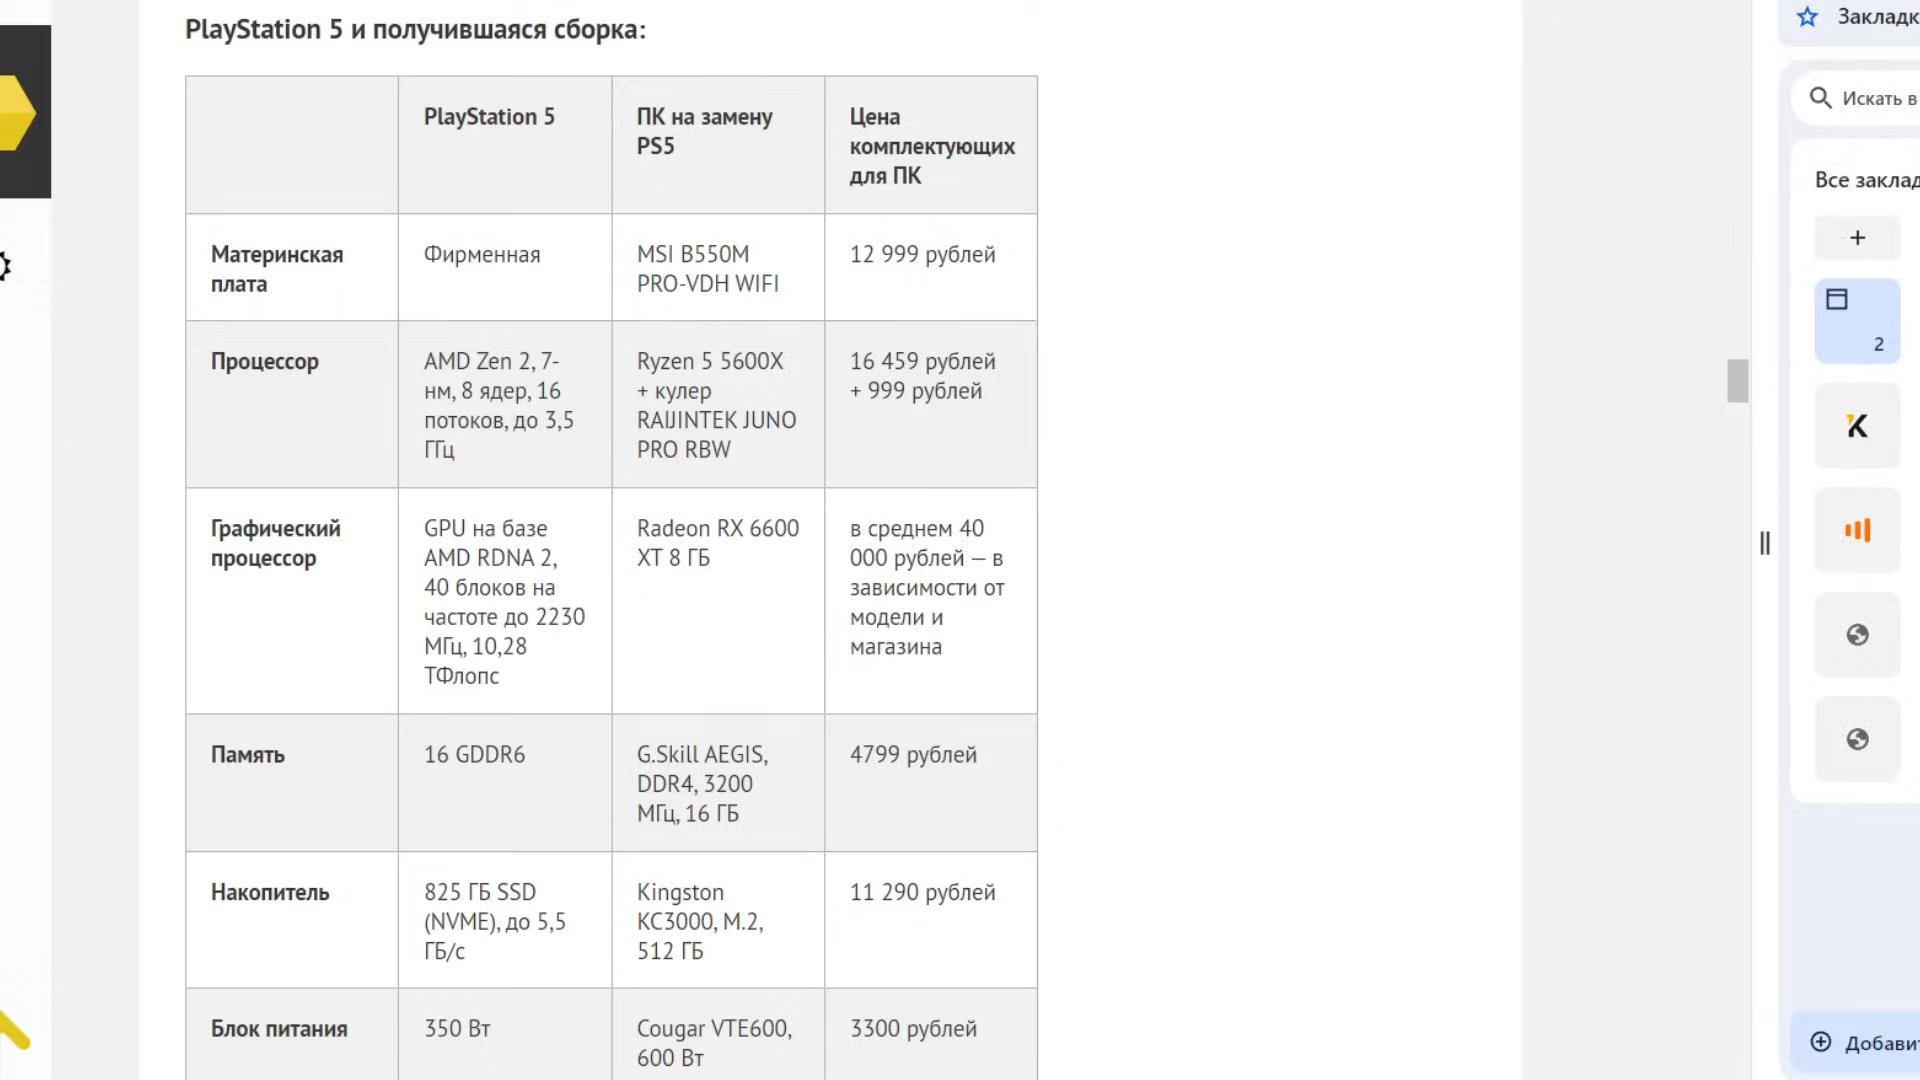 PlayStation 5 и получившаяся сборка:
PlayStation 5
ПК на замену
PS5
Цена
комплектующих
для ПК
Материнская
плата
Фирменная
MSI B550M
PRO-VDH WIFI
12 999 рублей
Процессор
AMD Zen 2, 7-
нм, 8 ядер, 16
потоков, до 3,5
ГГц
Ryzen 5 5600X
+ кулер
RAIJINTEK JUNO
PRO RBW
16 459 рублей
+ 999 рублей
Графический
процессор
GPU на базе
AMD RDNA 2,
40 блоков на
частоте до 2230
МГц, 10,28
ТФлопс
Radeon RX 6600
XT 8 ГБ
в среднем 40
000 рублей — в
зависимости от
модели и
магазина
Память
16 GDDR6
G.Skill AEGIS,
DDR4, 3200
МГц, 16 ГБ
4799 рублей
Накопитель
825 ГБ SSD
(NVME), до 5,5
ГБ/с
Kingston
KC3000, M.2,
512 ГБ
11 290 рублей
Блок питания
350 Вт
Cougar VTE600,
600 Вт
3300 рублей
Закладк
Искать в
Все заклад
2
Добави